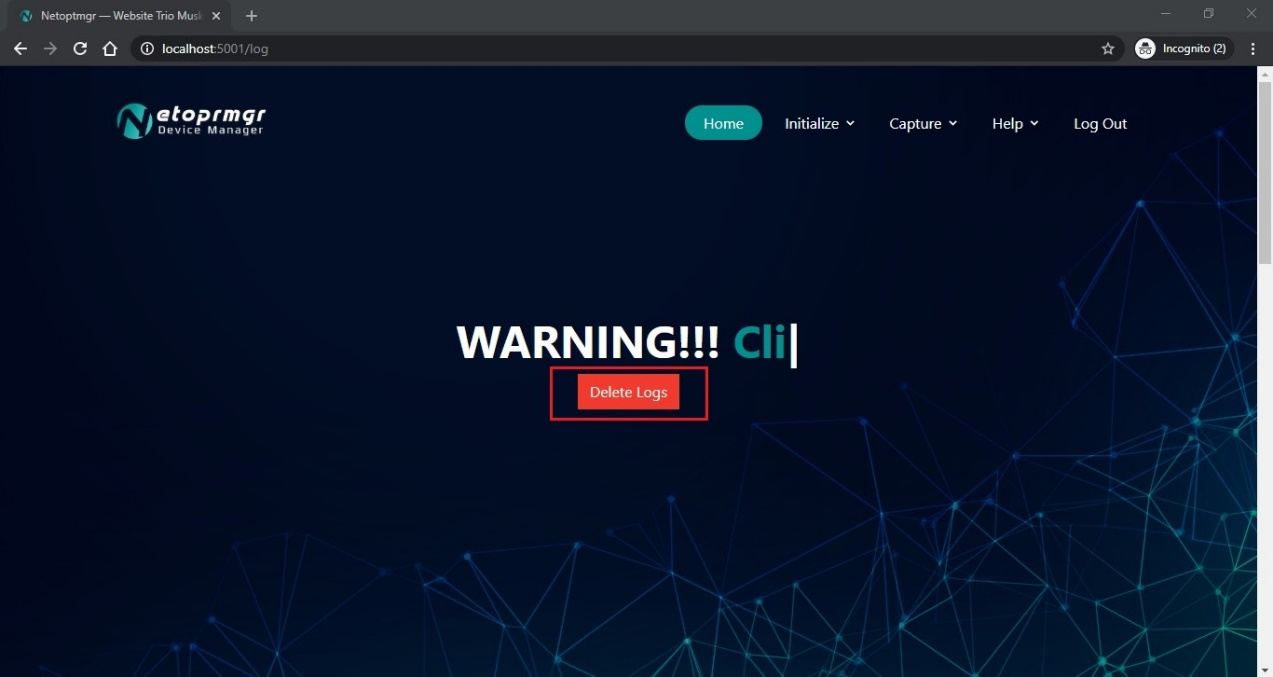 Netoptmgr — Website Trio Musk
localhost:5001/log
Incognito (2)
etoprmgr
Device Manager
Home
Initialize
Capture
Help
Log Out
WARNING!!! Cli
Delete Logs